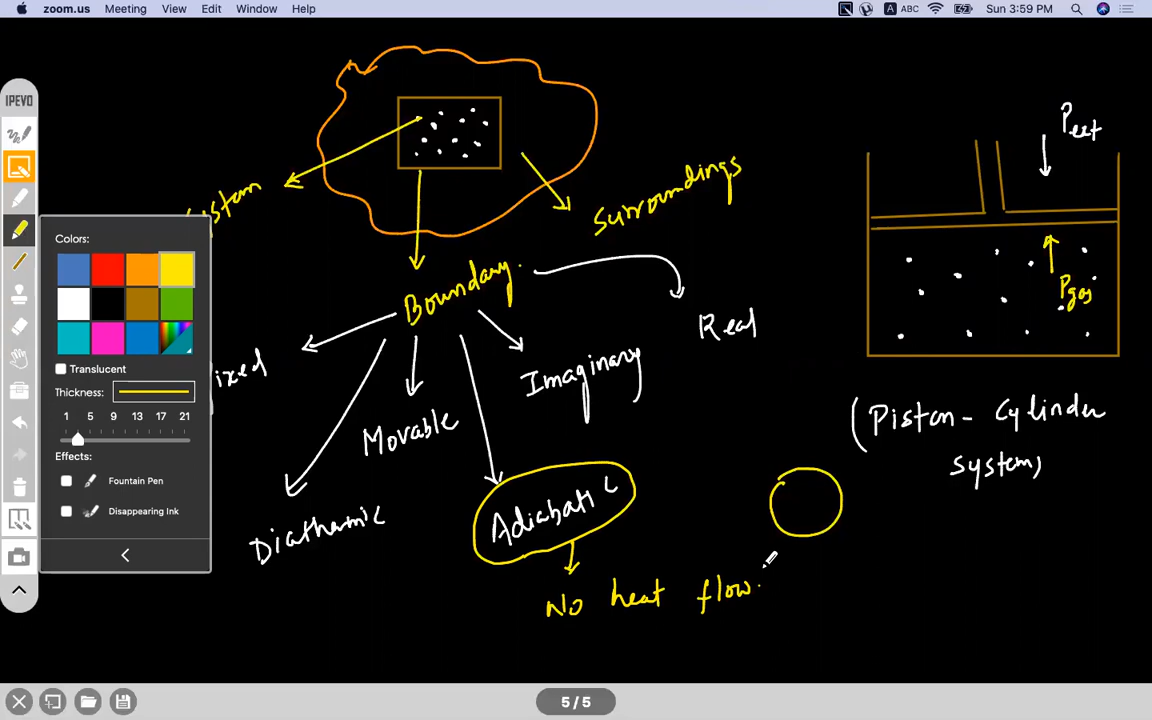 zoom.us Meeting View Edit Window Help
A ABC Sun 3:59 PM
IPEVO
Pext
Surroundings
Colors:
Boundary
Pgas
Real
Imaginary
Translucent
ixed
Thickness:
1 5 9 13 17 21
Movable
(Piston - Cylinder
system)
Effects:
Fountain Pen
Adiabatic
Disappearing Ink
Diathermic
No heat flow.
5/5